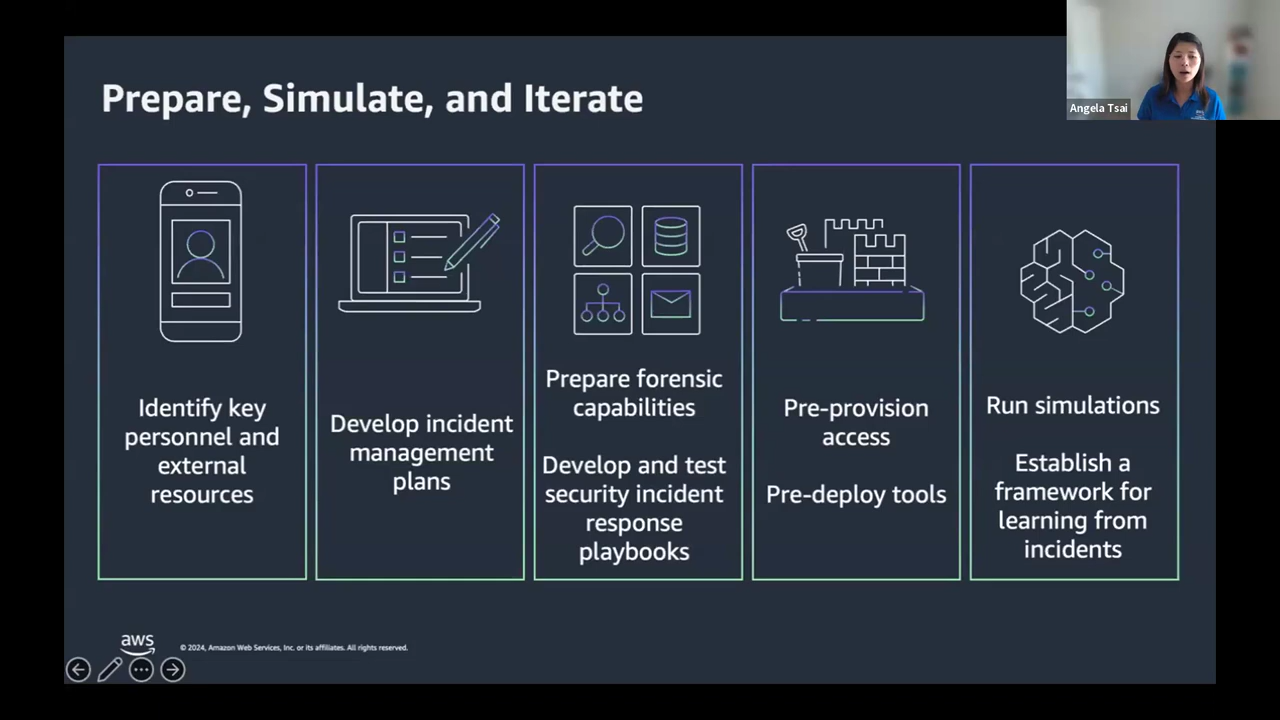 Prepare, Simulate, and Iterate
Angela Tsai
Identify key
personnel and
external
resources
Develop incident
management
plans
Prepare forensic
capabilities
Develop and test
security incident
response
playbooks
Pre-provision
access
Pre-deploy tools
Run simulations
Establish a
framework for
learning from
incidents
aws
© 2024, Amazon Web Services, Inc. or its affiliates. All rights reserved.